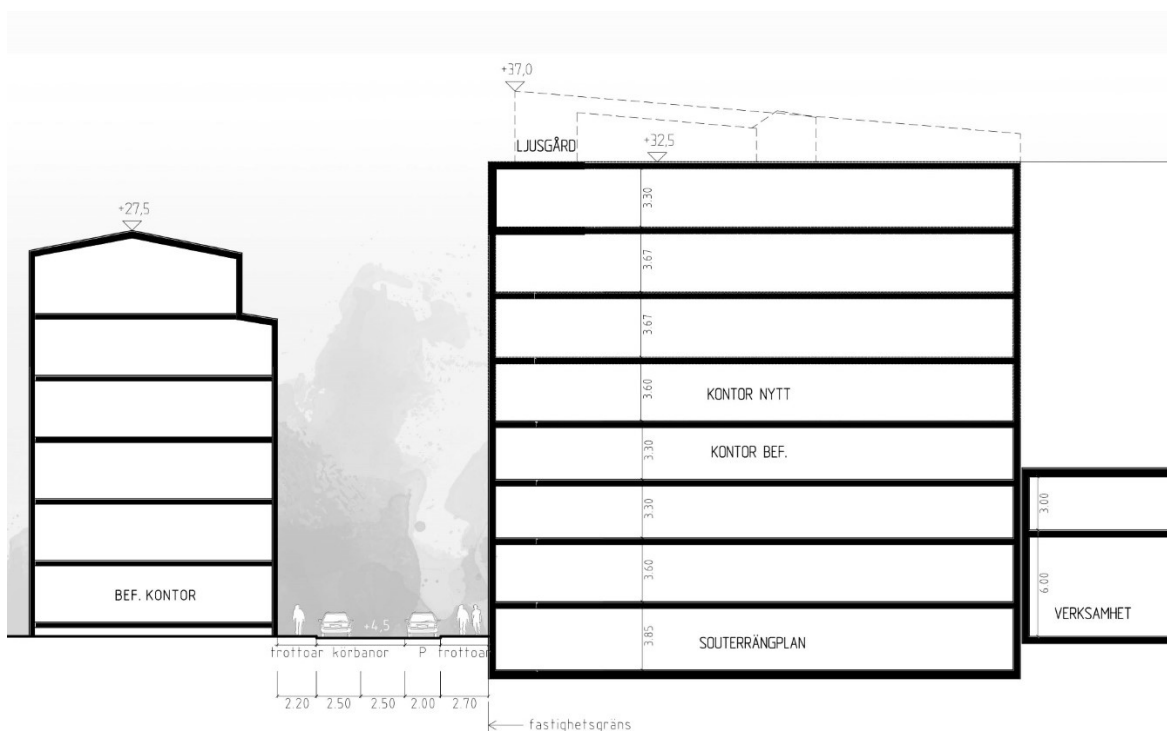 +37,0
LJUSGÅRD
+32,5
+27,5
3.30
3.67
3.67
3.60
KONTOR NYTT
3.30
KONTOR BEF.
3.30
3.00
3.60
6.00
BEF. KONTOR
VERKSAMHET
+4,5
3.85
SOUTERRÄNGPLAN
trottoar körbanor P trottoar
2.20 2.50 2.50 2.00 2.70
fastighetsgräns